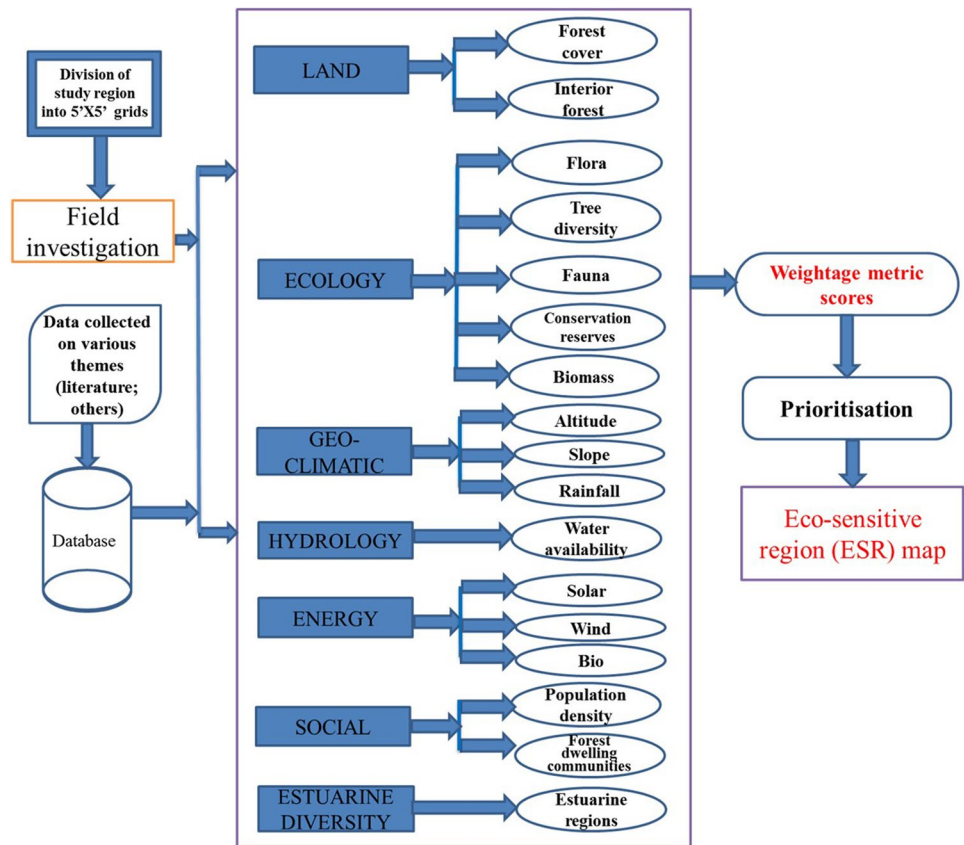 Division of
study region
into 5'X5' grids
Field
investigation
Data collected
on various
themes
(literature;
others)
Database
LAND
Forest
cover
Interior
forest
ECOLOGY
Flora
Tree
diversity
Fauna
Conservation
reserves
Biomass
GEO-
CLIMATIC
Altitude
Slope
Rainfall
HYDROLOGY
Water
availability
ENERGY
Solar
Wind
Bio
SOCIAL
Population
density
Forest
dwelling
communities
ESTUARINE
DIVERSITY
Estuarine
regions
Weightage metric
scores
Prioritisation
Eco-sensitive
region (ESR) map